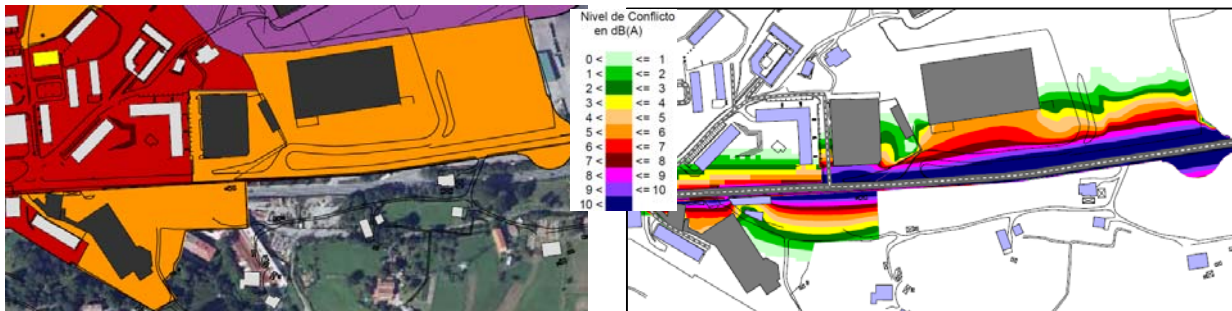 Nivel de Conflicto
en dB(A)
0 < <= 1
1 < <= 2
2 < <= 3
3 < <= 4
4 < <= 5
5 < <= 6
6 < <= 7
7 < <= 8
8 < <= 9
9 < <= 10
10 <